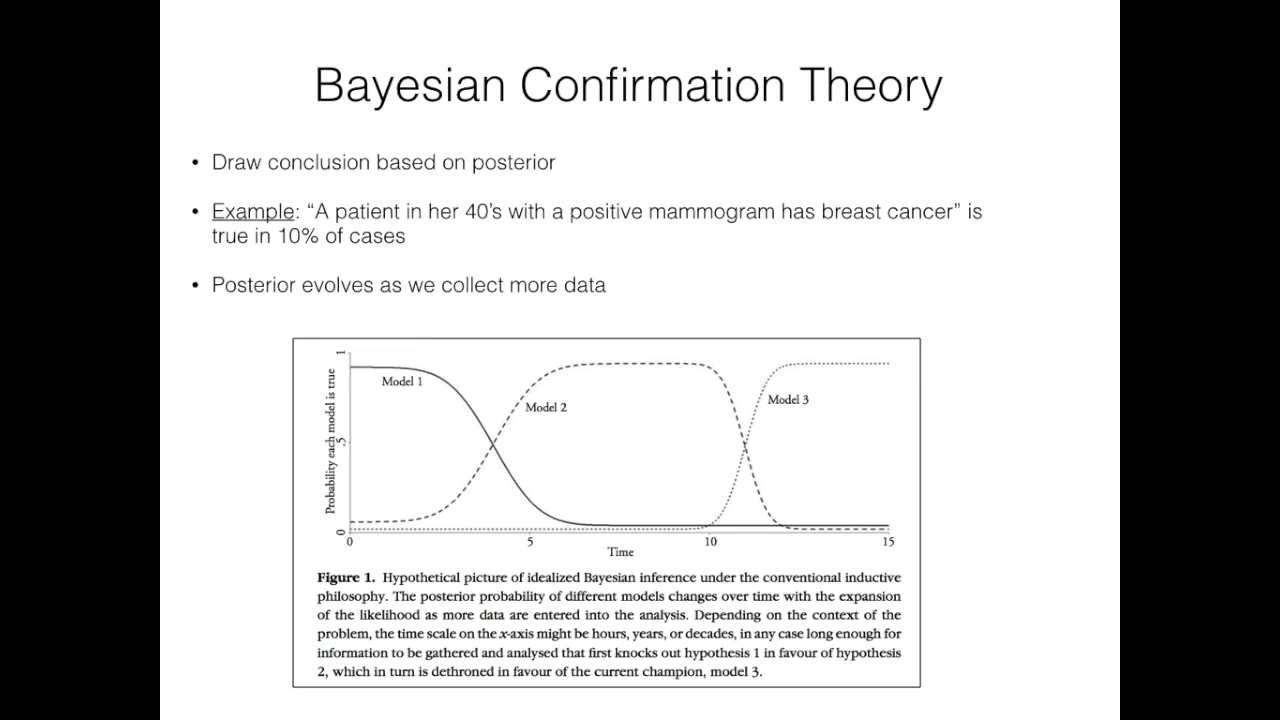 Bayesian Confirmation Theory
• Draw conclusion based on posterior
• Example: “A patient in her 40’s with a positive mammogram has breast cancer” is
true in 10% of cases
• Posterior evolves as we collect more data
Probability each model is true
1
.5
0
Model 1
Model 2
Model 3
0
5
10
15
Time
Figure 1. Hypothetical picture of idealized Bayesian inference under the conventional inductive
philosophy. The posterior probability of different models changes over time with the expansion
of the likelihood as more data are entered into the analysis. Depending on the context of the
problem, the time scale on the x-axis might be hours, years, or decades, in any case long enough for
information to be gathered and analysed that first knocks out hypothesis 1 in favour of hypothesis
2, which in turn is dethroned in favour of the current champion, model 3.